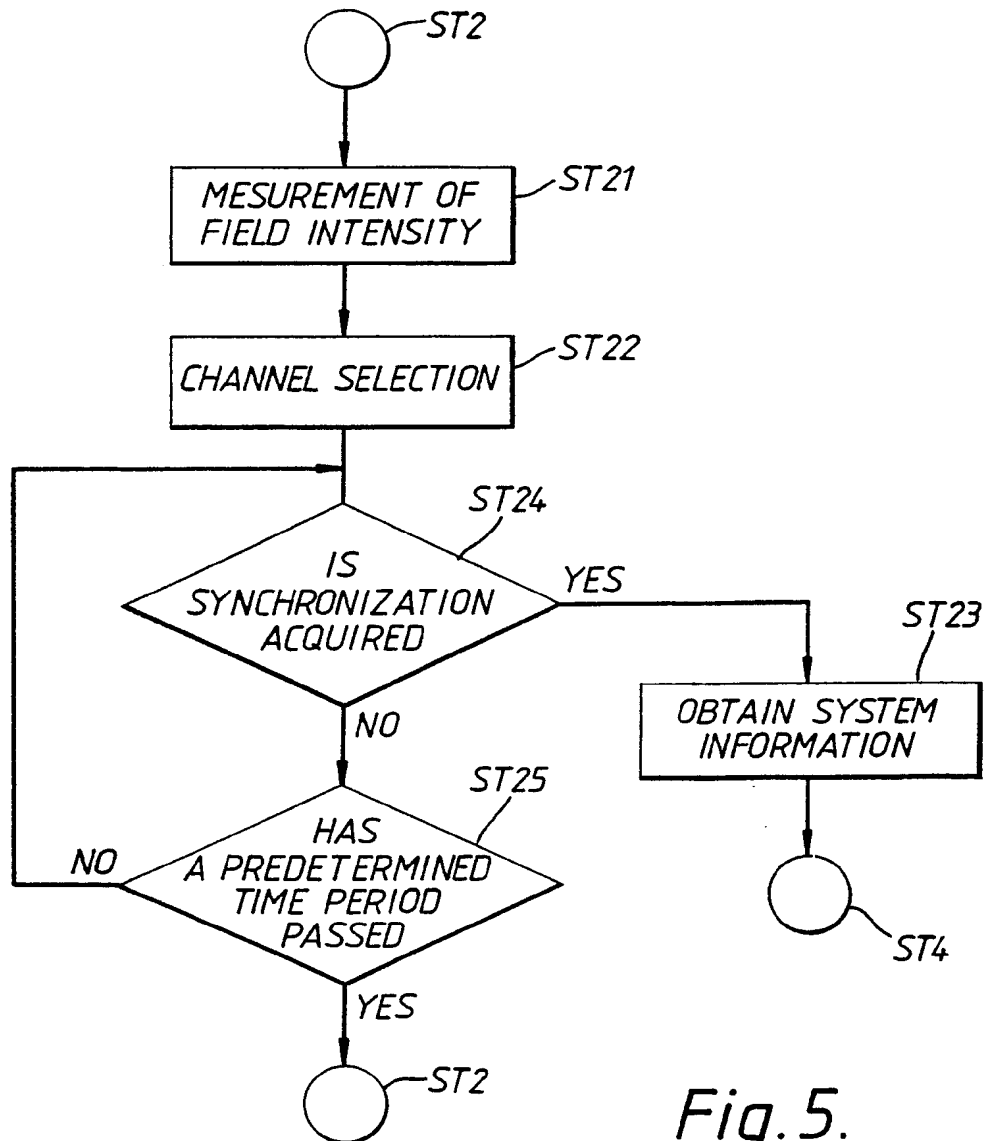 ST2
MESUREMENT OF
FIELD INTENSITY
ST21
CHANNEL SELECTION
ST22
IS
SYNCHRONIZATION
ACQUIRED
ST24
YES
NO
OBTAIN SYSTEM
INFORMATION
ST23
HAS
A PREDETERMINED
TIME PERIOD
PASSED
ST25
NO
YES
ST4
ST2
Fig. 5.